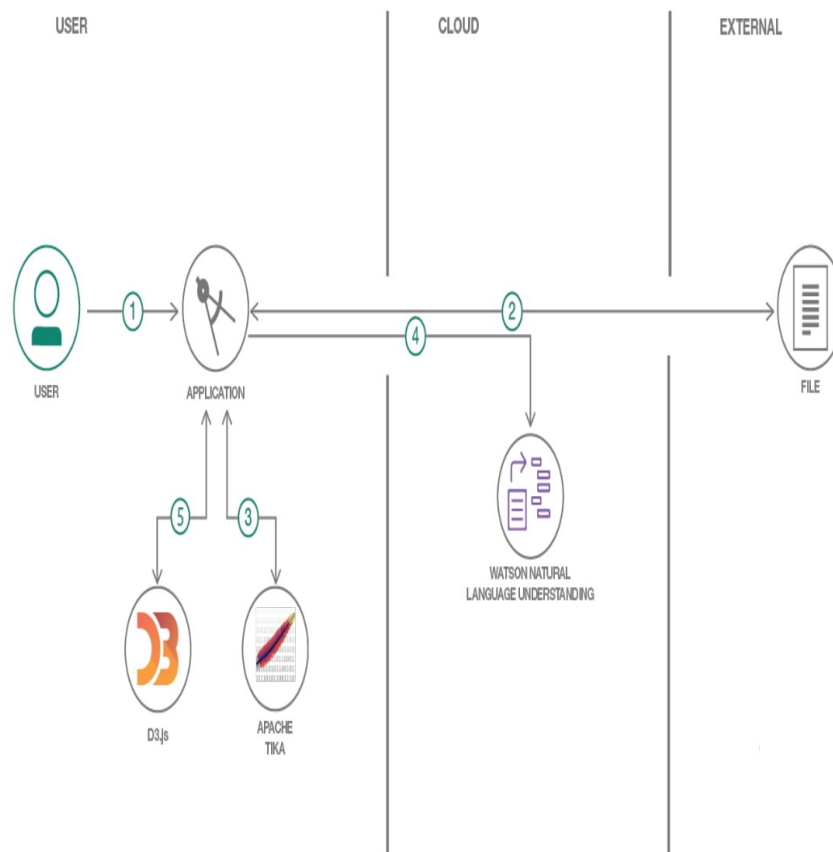 USER
CLOUD
EXTERNAL
1
2
4
USER
APPLICATION
FILE
5
3
WATSON NATURAL
LANGUAGE UNDERSTANDING
D3.js
APACHE
TIKA